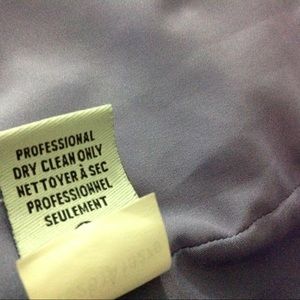 PROFESSIONAL
DRY CLEAN ONLY
NETTOYER À SEC
PROFESSIONNEL
SEULEMENT